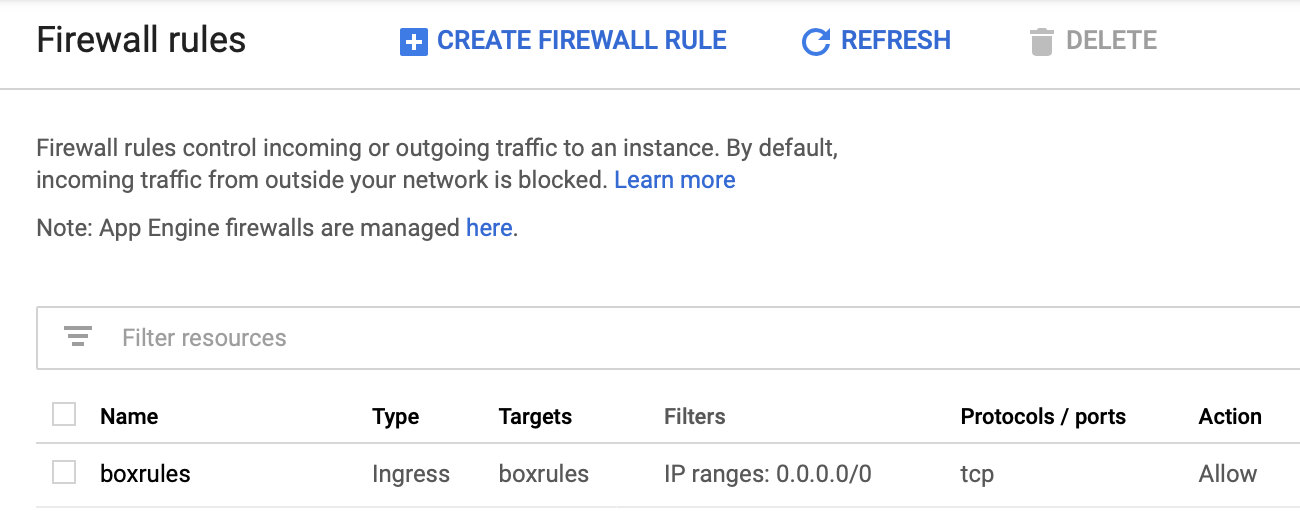 Firewall rules CREATE FIREWALL RULE REFRESH DELETE
Firewall rules control incoming or outgoing traffic to an instance. By default,
incoming traffic from outside your network is blocked. Learn more
Note: App Engine firewalls are managed here.
Filter resources
Name Type Targets Filters Protocols / ports Action
boxrules Ingress boxrules IP ranges: 0.0.0.0/0 tcp Allow